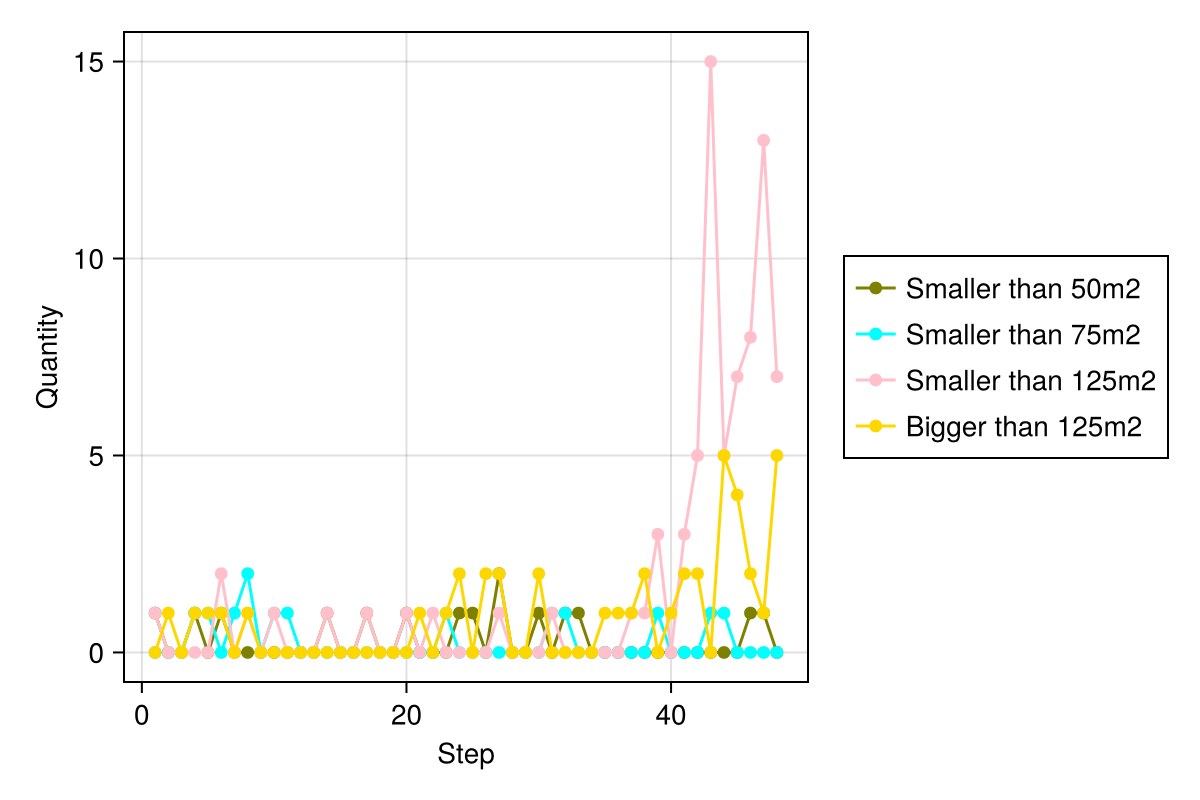 15
10
5
0
Quantity
0 20 40
Step
Smaller than 50m2
Smaller than 75m2
Smaller than 125m2
Bigger than 125m2